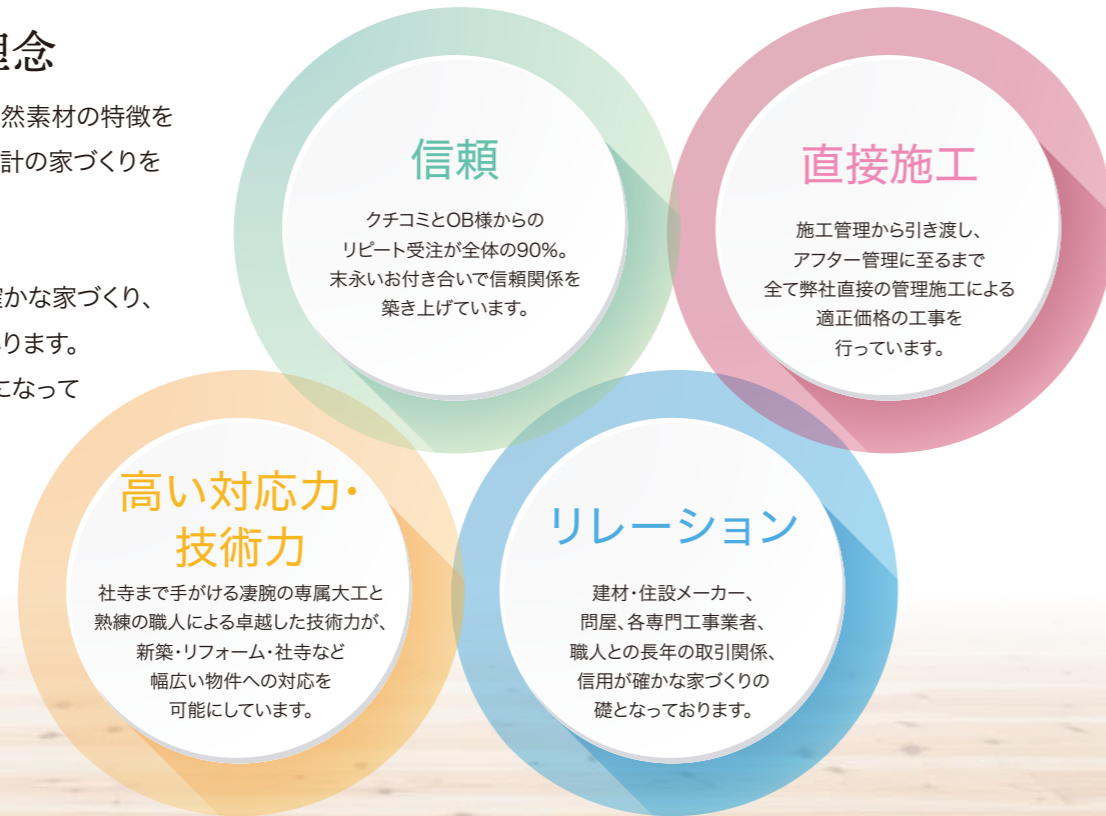 理念
然素材の特徴を
計の家づくりを
確かな家づくり、
ります。
になって
信頼
クチコミとOB様からの
リピート受注が全体の90%。
末永いお付き合いで信頼関係を
築き上げています。
直接施工
施工管理から引き渡し、
アフター管理に至るまで
全て弊社直接の管理施工による
適正価格の工事を
行っています。
高い対応力・
技術力
社寺まで手がける凄腕の専属大工と
熟練の職人による卓越した技術力が、
新築・リフォーム・社寺など
幅広い物件への対応を
可能にしています。
リレーション
建材・住設メーカー、
問屋、各専門工事業者、
職人との長年の取引関係、
信用が確かな家づくりの
礎となっております。